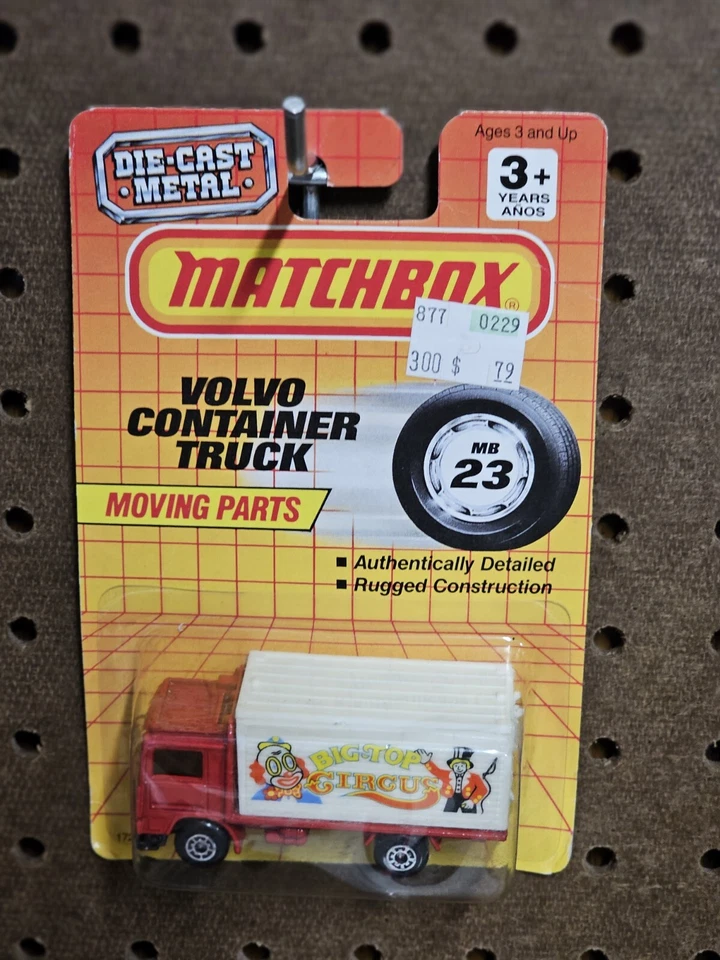 Ages 3 and Up
DIE-CAST
METAL
3+
YEARS
AÑOS
MATCHBOX®
877 0229
300 $ 79
VOLVO
CONTAINER
TRUCK
MB
23
MOVING PARTS
■ Authentically Detailed
■ Rugged Construction
BIG TOP
CIRCUS